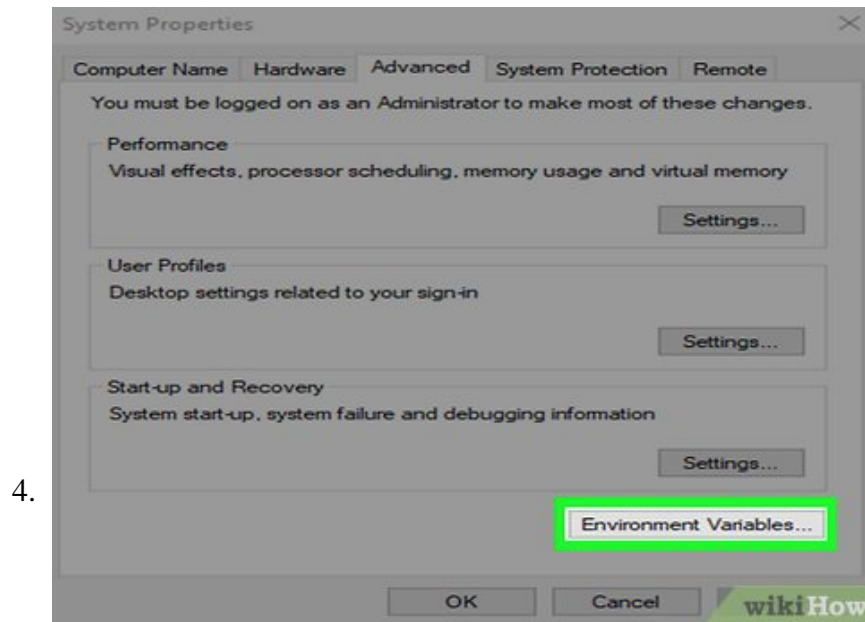 System Properties
Computer Name Hardware Advanced System Protection Remote
You must be logged on as an Administrator to make most of these changes.
Performance
Visual effects, processor scheduling, memory usage and virtual memory
Settings...
User Profiles
Desktop settings related to your sign-in
Settings...
Start-up and Recovery
System start-up, system failure and debugging information
Settings...
4.
Environment Variables...
OK Cancel
wikiHow